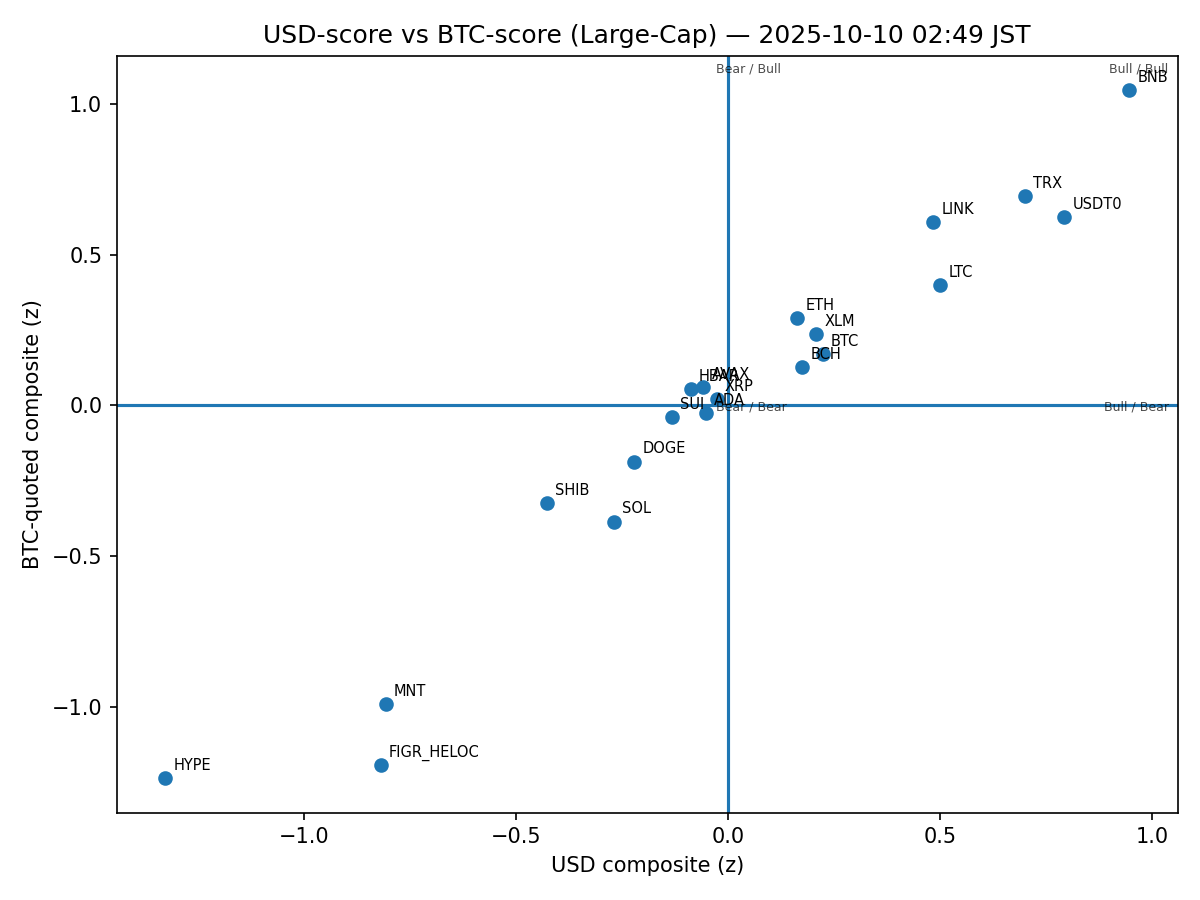 USD-score vs BTC-score (Large-Cap) — 2025-10-10 02:49 JST
Bear / Bull
Bull / Bull
BNB
1.0
TRX
USDT0
LINK
0.5
LTC
ETH
XLM
BTC
BCH
HBAR
AVAX
XRP
ADA
SUI
0.0
Bear / Bear
Bull / Bear
DOGE
SHIB
SOL
−0.5
MNT
−1.0
FIGR_HELOC
HYPE
BTC-quoted composite (z)
−1.0
−0.5
0.0
0.5
1.0
USD composite (z)